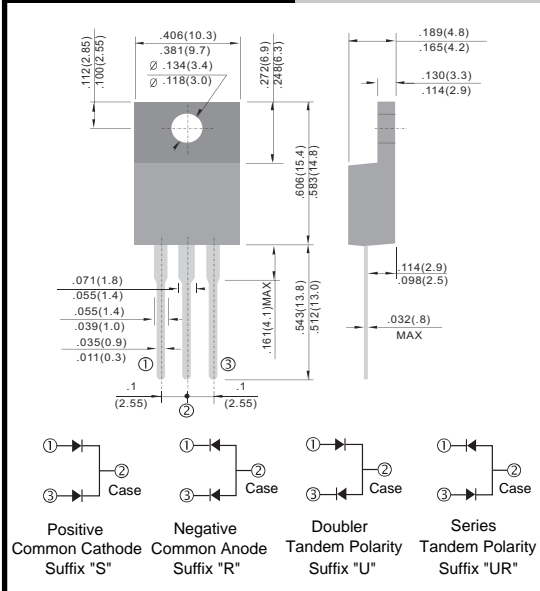 .406(10.3)
.381(9.7)
Ø .134(3.4)
Ø .118(3.0)
.112(2.85)
.100(2.55)
.272(6.9)
.248(6.3)
.189(4.8)
.165(4.2)
.130(3.3)
.114(2.9)
.606(15.4)
.583(14.8)
.071(1.8)
.055(1.4)
.055(1.4)
.039(1.0)
.035(0.9)
.011(0.3)
.161(4.1)MAX
.543(13.8)
.512(13.0)
.114(2.9)
.098(2.5)
.032(.8)
MAX
① ③
.1 .1
(2.55) ② (2.55)
① ① ① ①
② ② ② ②
③ Case ③ Case ③ Case ③ Case
Positive Negative Doubler Series
Common Cathode Common Anode Tandem Polarity Tandem Polarity
Suffix "S" Suffix "R" Suffix "U" Suffix "UR"